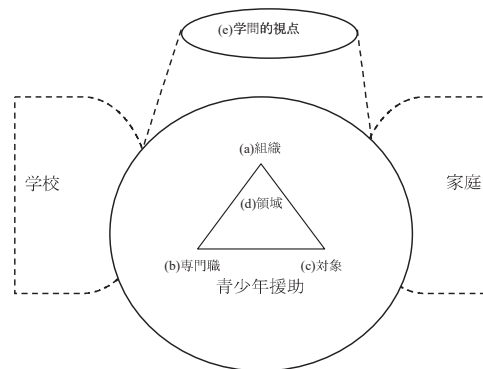 (e)学問的視点
(a)組織
学校
家庭
(d)領域
(b)専門職
(c)対象
青少年援助